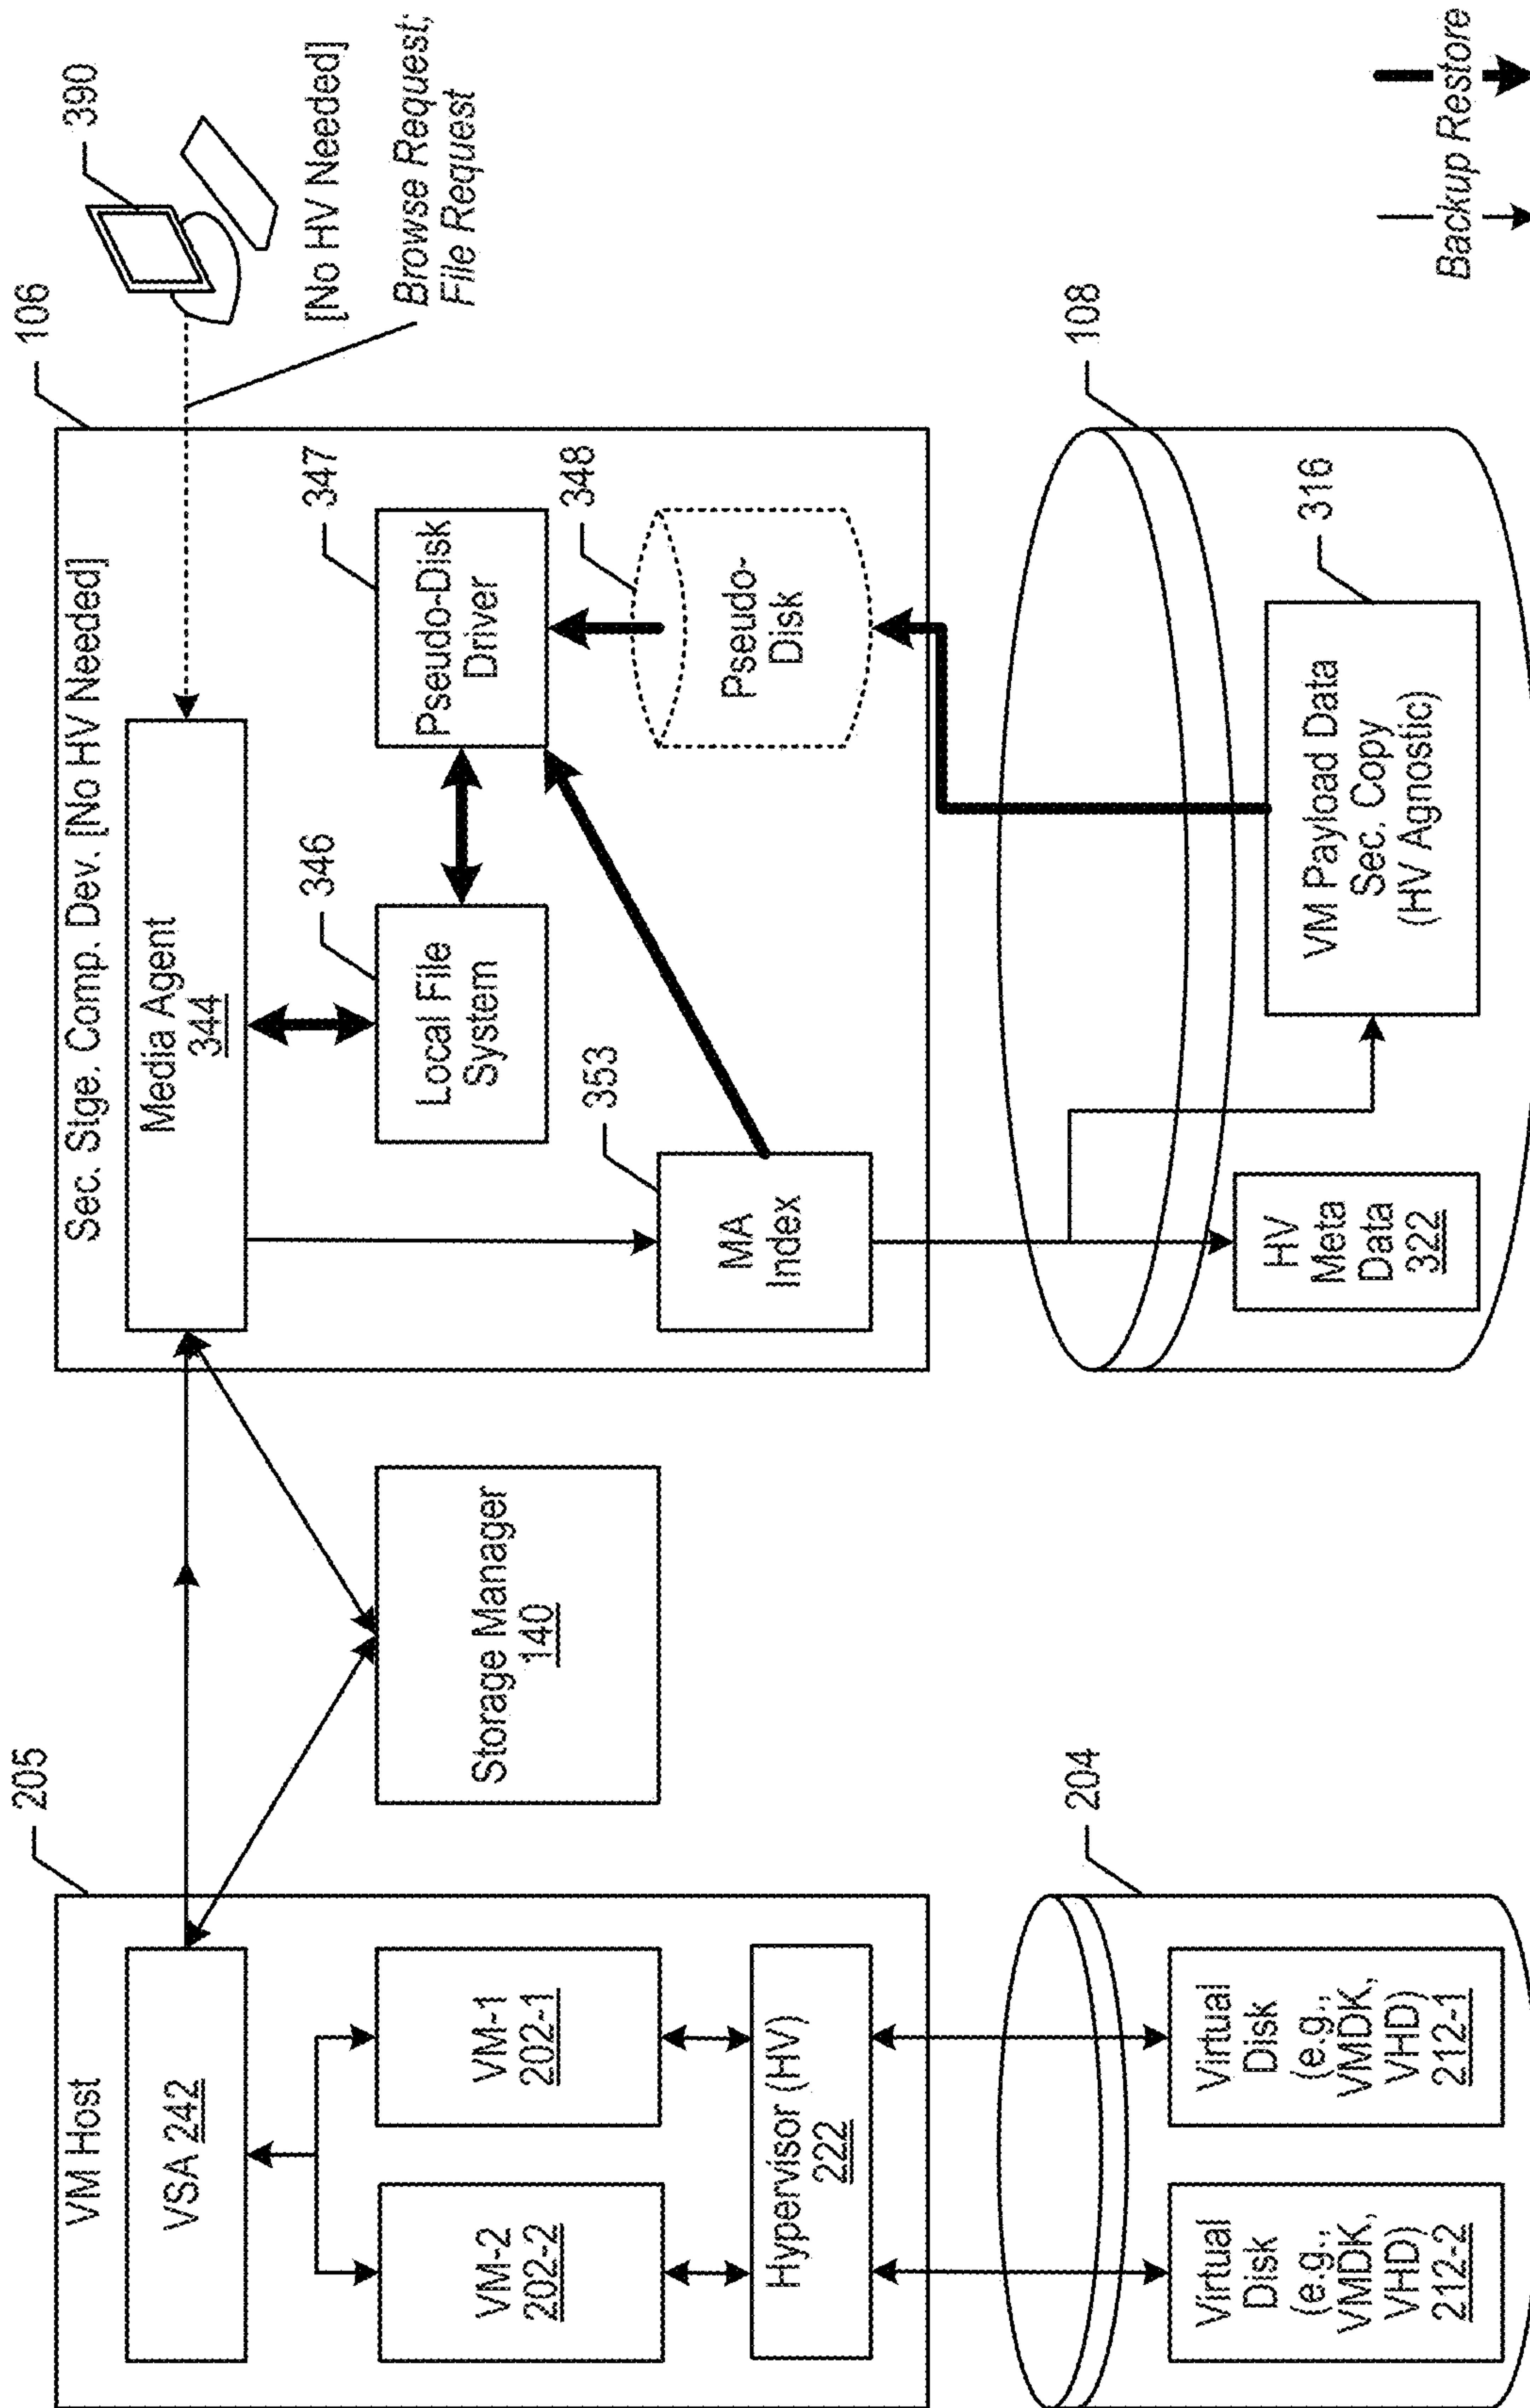 205
VM Host
VSA 242
VM-2
202-2
VM-1
202-1
Hypervisor (HV)
222
204
Virtual
Disk
(e.g.,
VMDK,
VHD)
212-2
Virtual
Disk
(e.g.,
VMDK,
VHD)
212-1
Storage Manager
140
106
Sec. Stge. Comp. Dev. [No HV Needed]
Media Agent
344
346
Local File
System
347
Pseudo-Disk
Driver
353
MA
Index
348
Pseudo-
Disk
390
[No HV Needed]
Browse Request;
File Request
108
HV
Meta
Data
322
316
VM Payload Data
Sec. Copy
(HV Agnostic)
Backup Restore